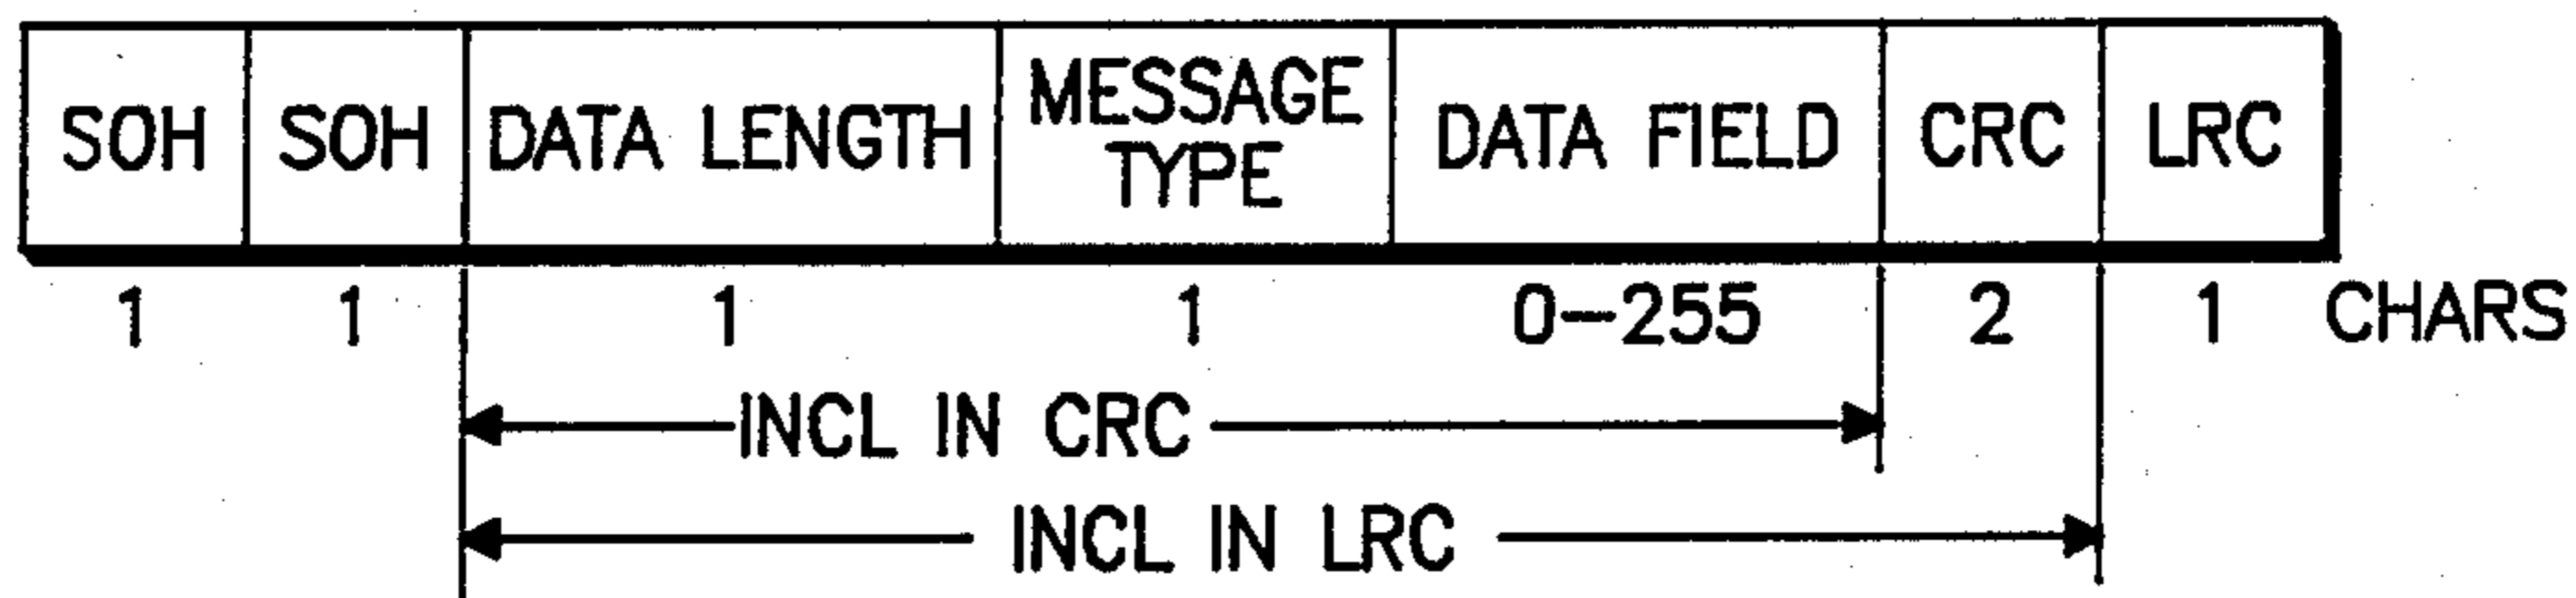 SOH SOH DATA LENGTH MESSAGE TYPE DATA FIELD CRC LRC
1 1 1 1 0-255 2 1 CHARS
INCL IN CRC
INCL IN LRC